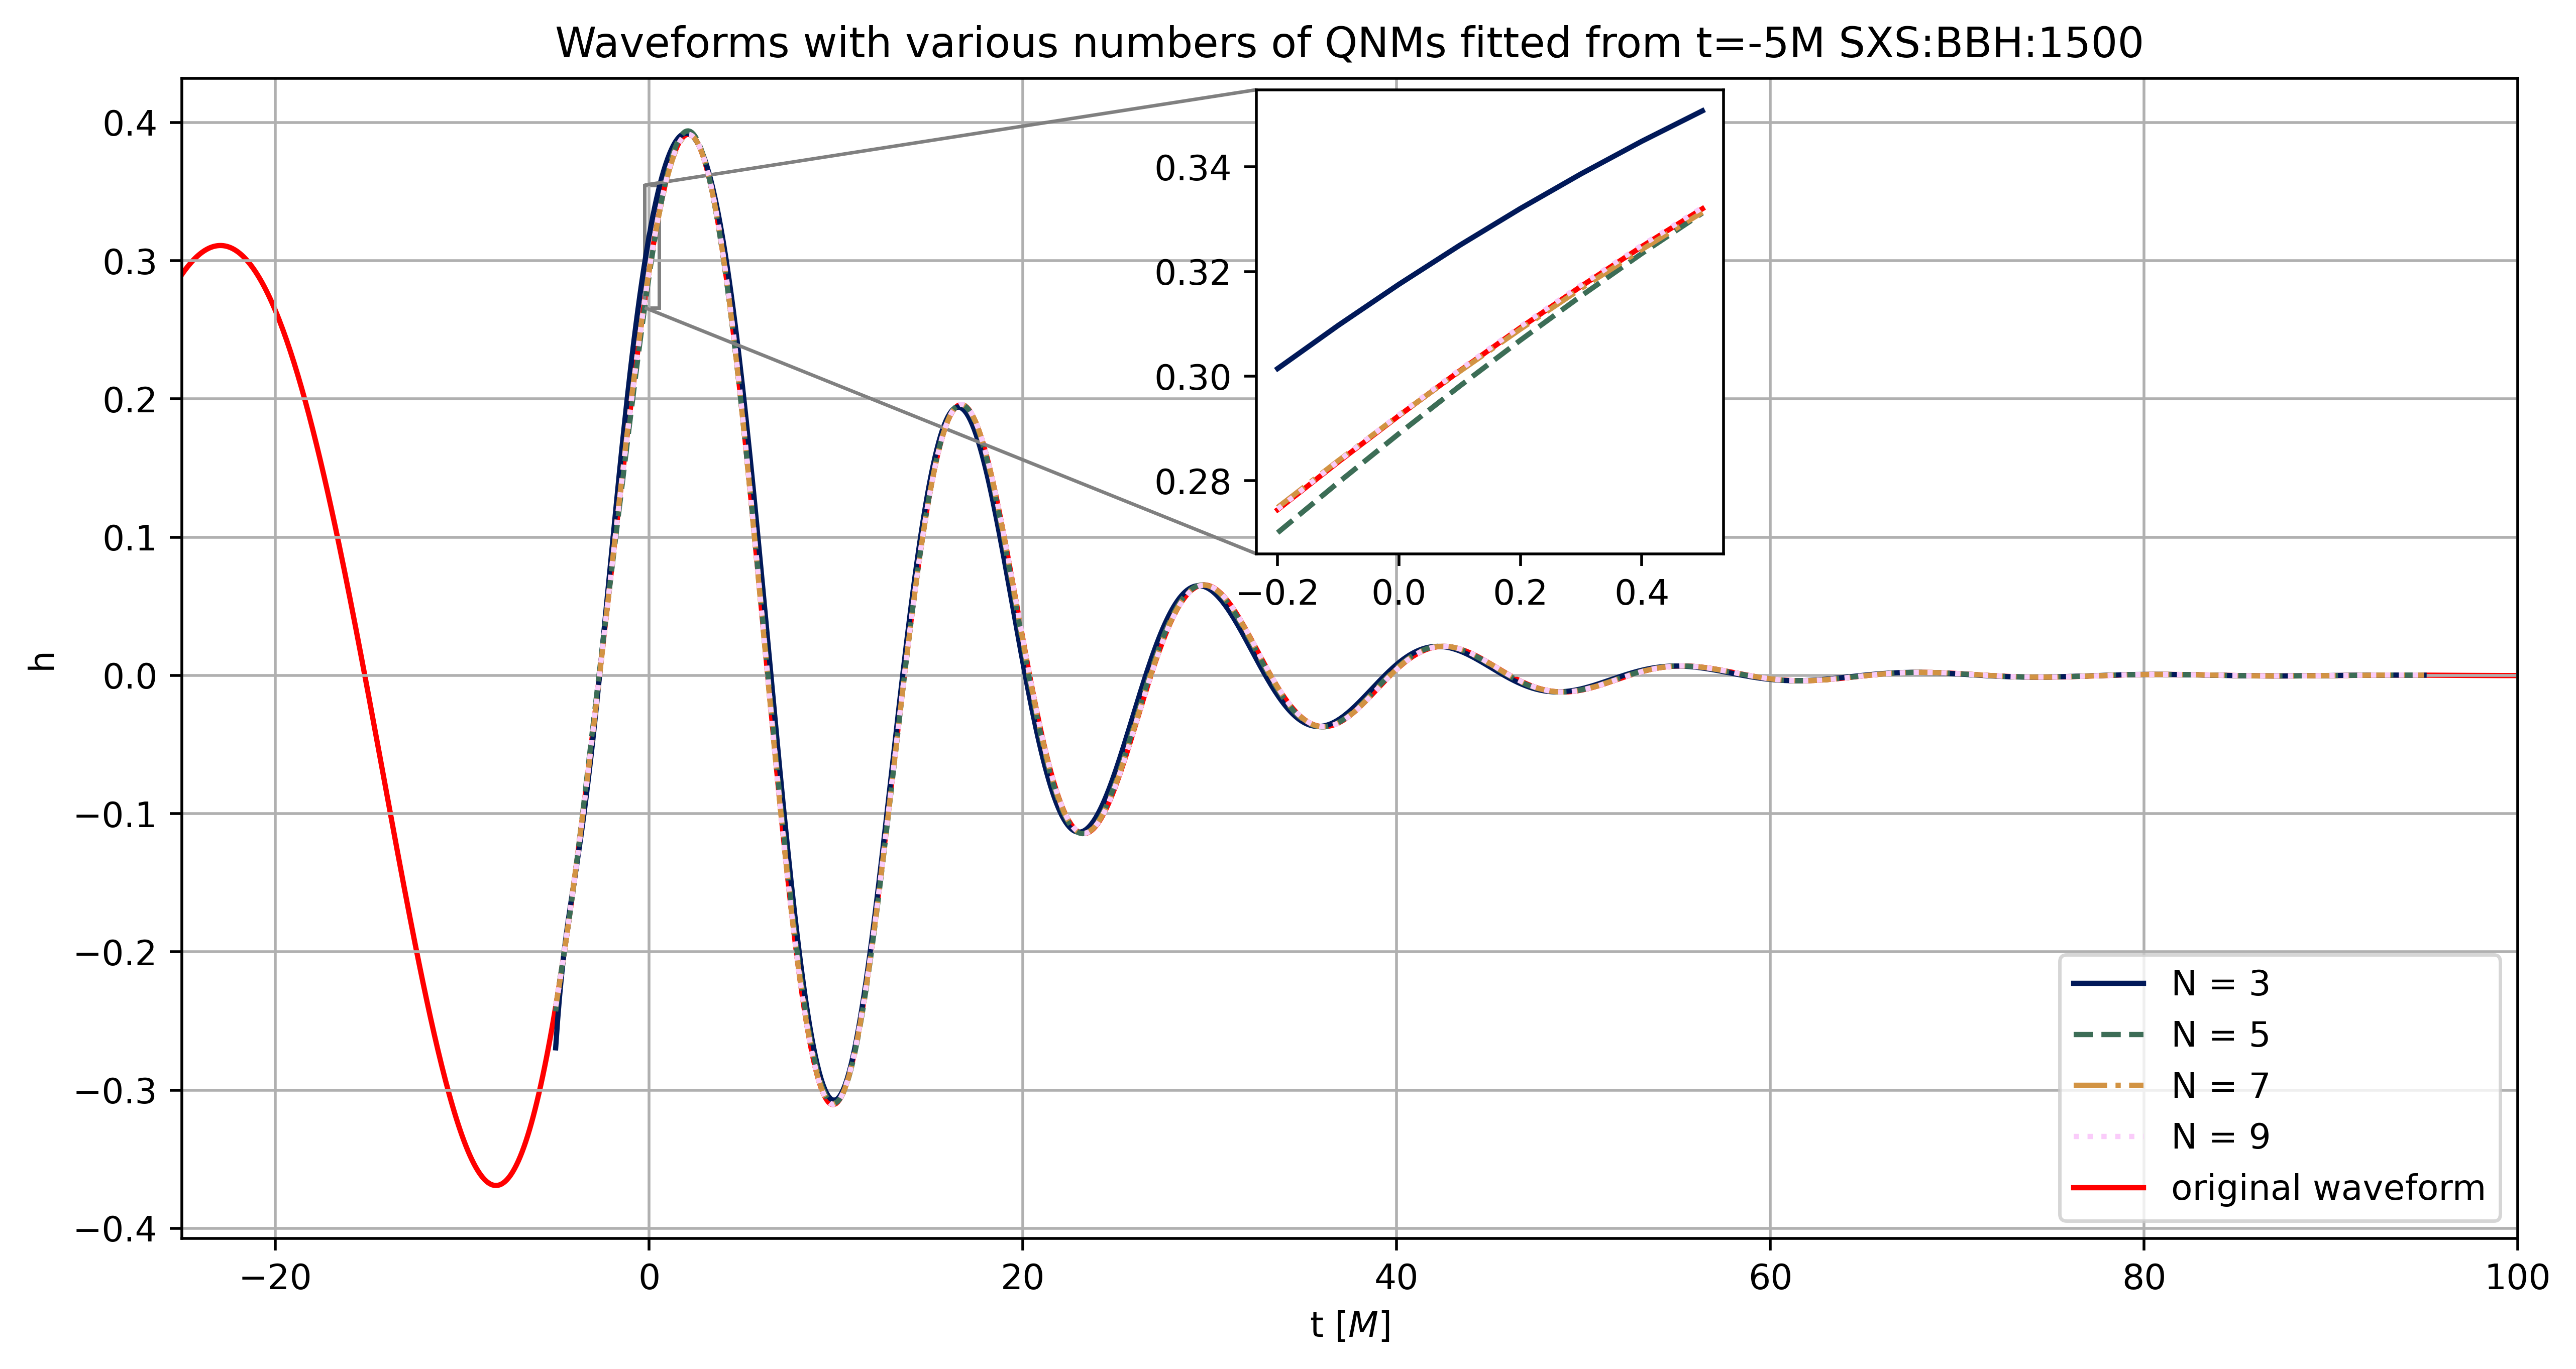 Waveforms with various numbers of QNMs fitted from t=-5M SXS:BBH:1500
h
0.4
0.3
0.2
0.1
0.0
−0.1
−0.2
−0.3
−0.4
0.34
0.32
0.30
0.28
−0.2 0.0 0.2 0.4
N = 3
N = 5
N = 7
N = 9
original waveform
−20 0 20 40 60 80 100
t [M]